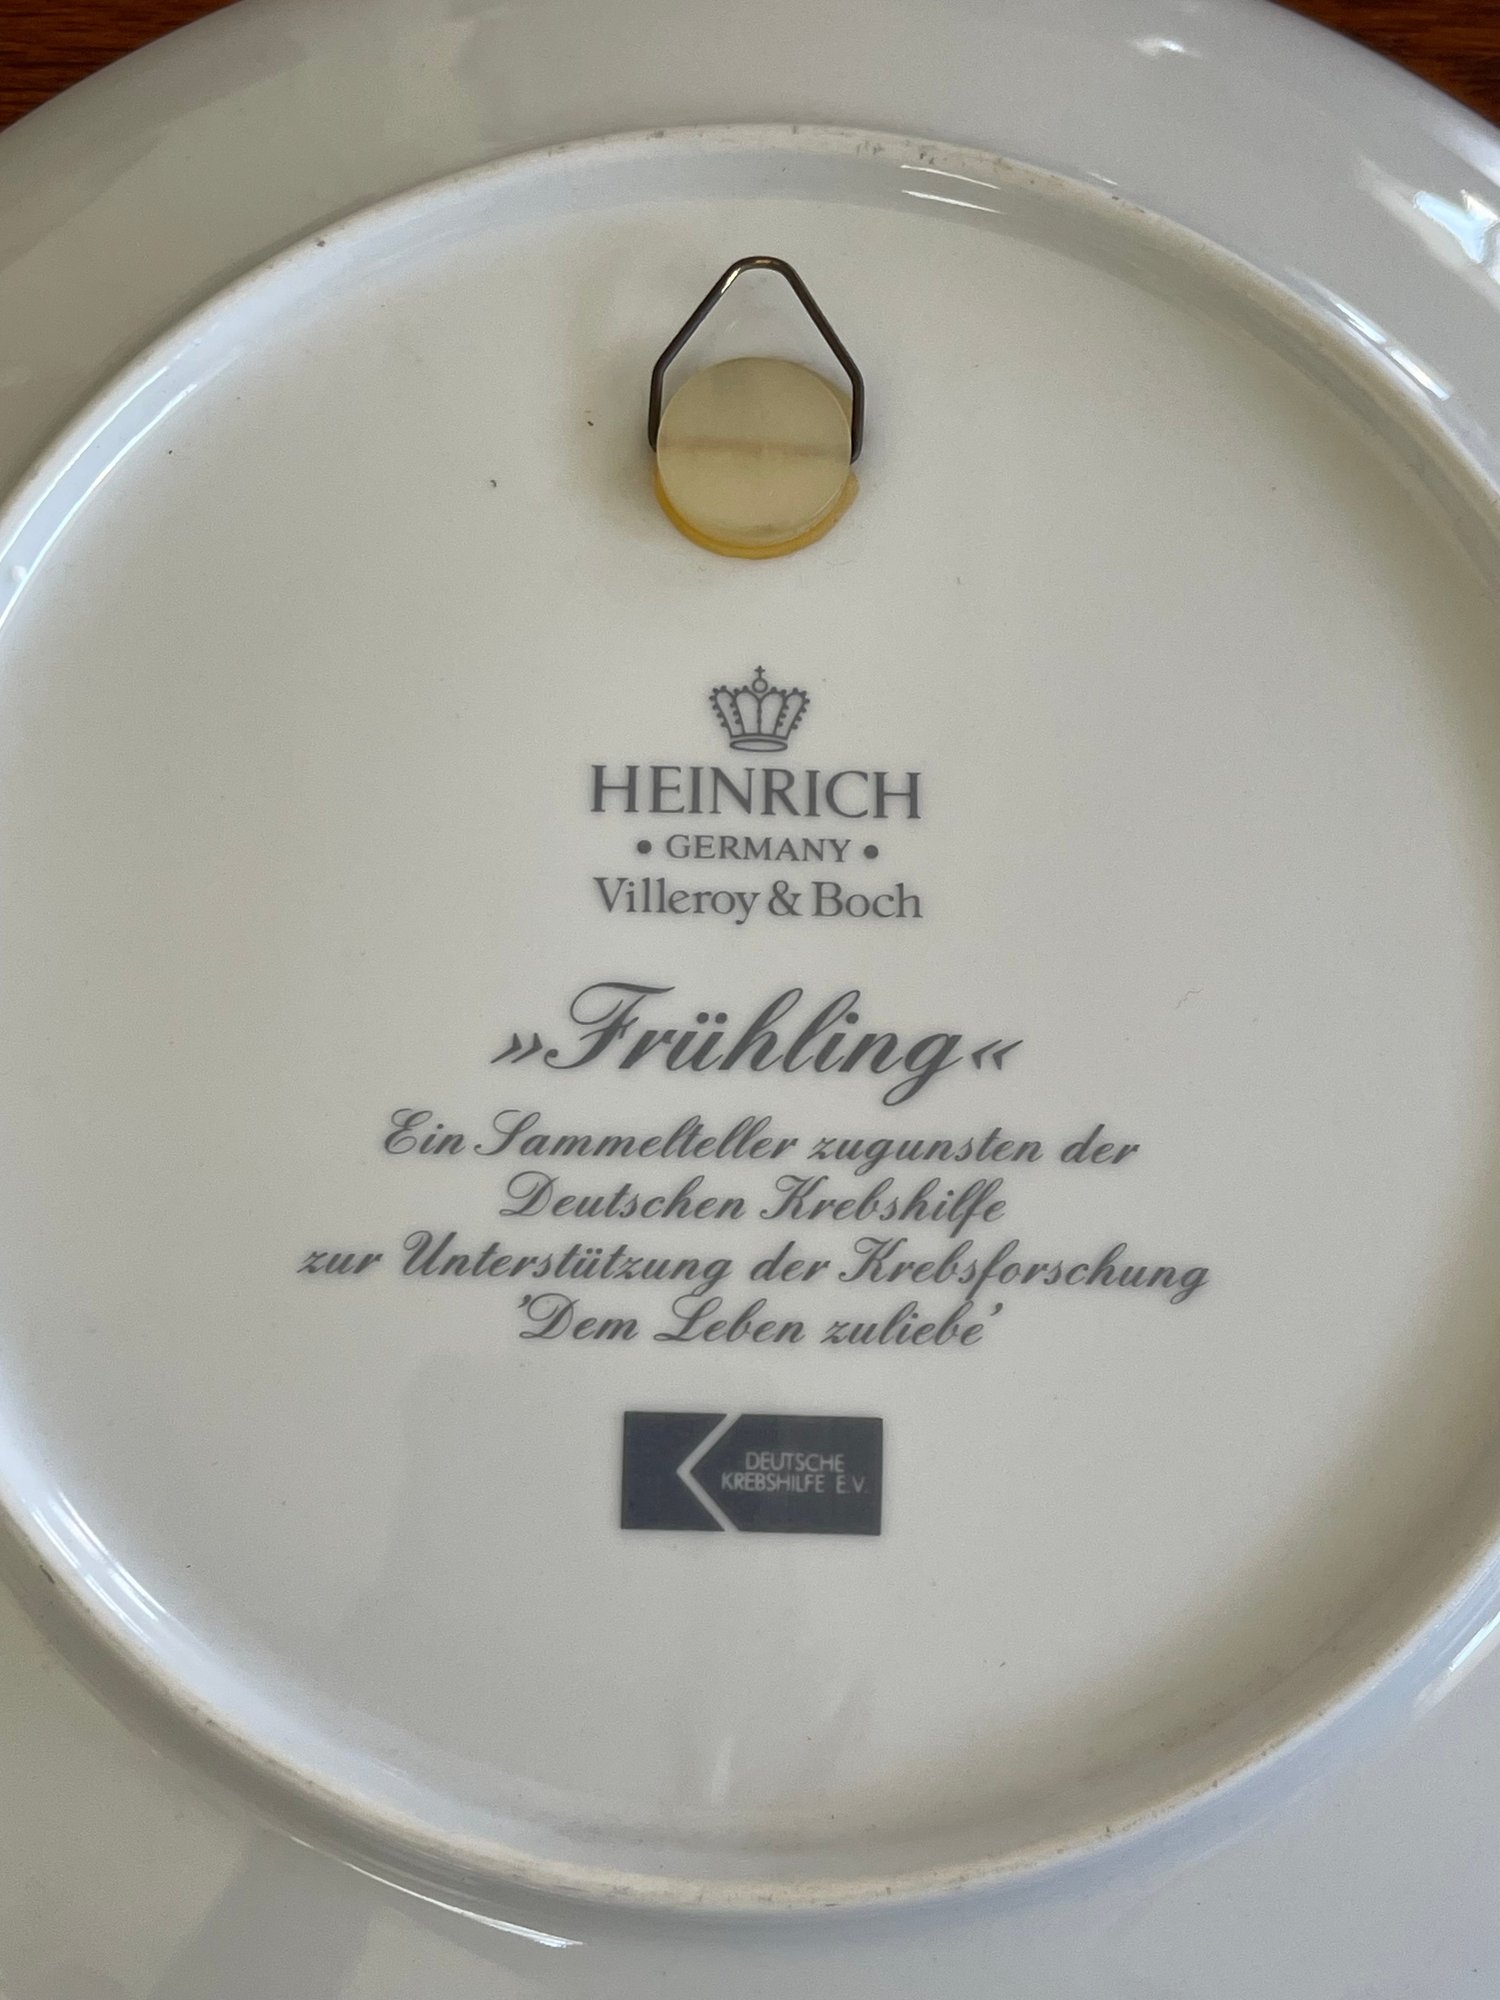 HEINRICH
• GERMANY •
Villeroy & Boch
»Frühling«
Ein Sammelteller zugunsten der
Deutschen Krebshilfe
zur Unterstützung der Krebsforschung
'Dem Leben zuliebe'
DEUTSCHE
KREBSHILFE E.V.